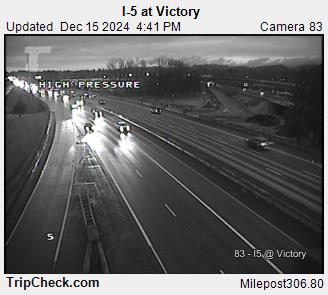 I-5 at Victory
Updated  Dec 15 2024  4:41 PM
Camera 83
HIGH PRESSURE
S
83 - I5 @ Victory
TripCheck.com
Milepost306.80